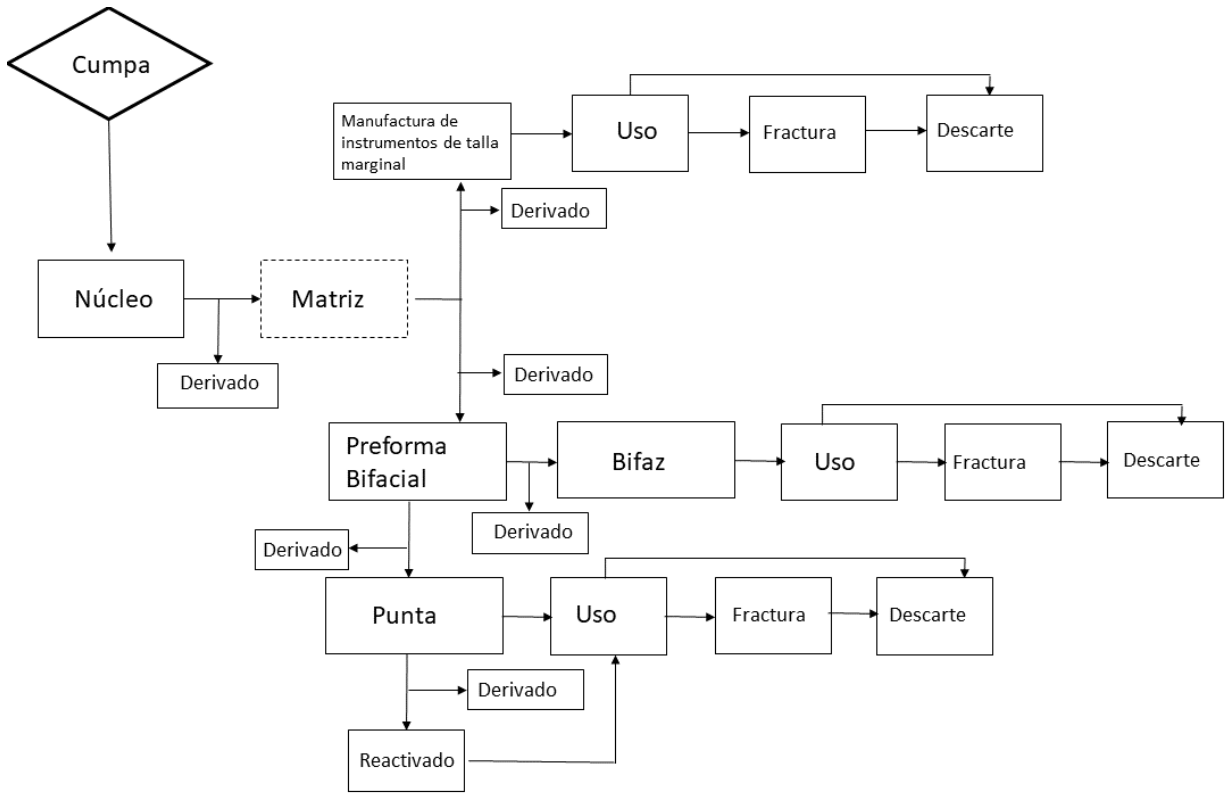 Cumpa
Manufactura de
instrumentos de talla
marginal
Uso
Fractura
Descarte
Derivado
Núcleo
Matriz
Derivado
Derivado
Preforma
Bifacial
Bifaz
Uso
Fractura
Descarte
Derivado
Derivado
Punta
Uso
Fractura
Descarte
Derivado
Reactivado